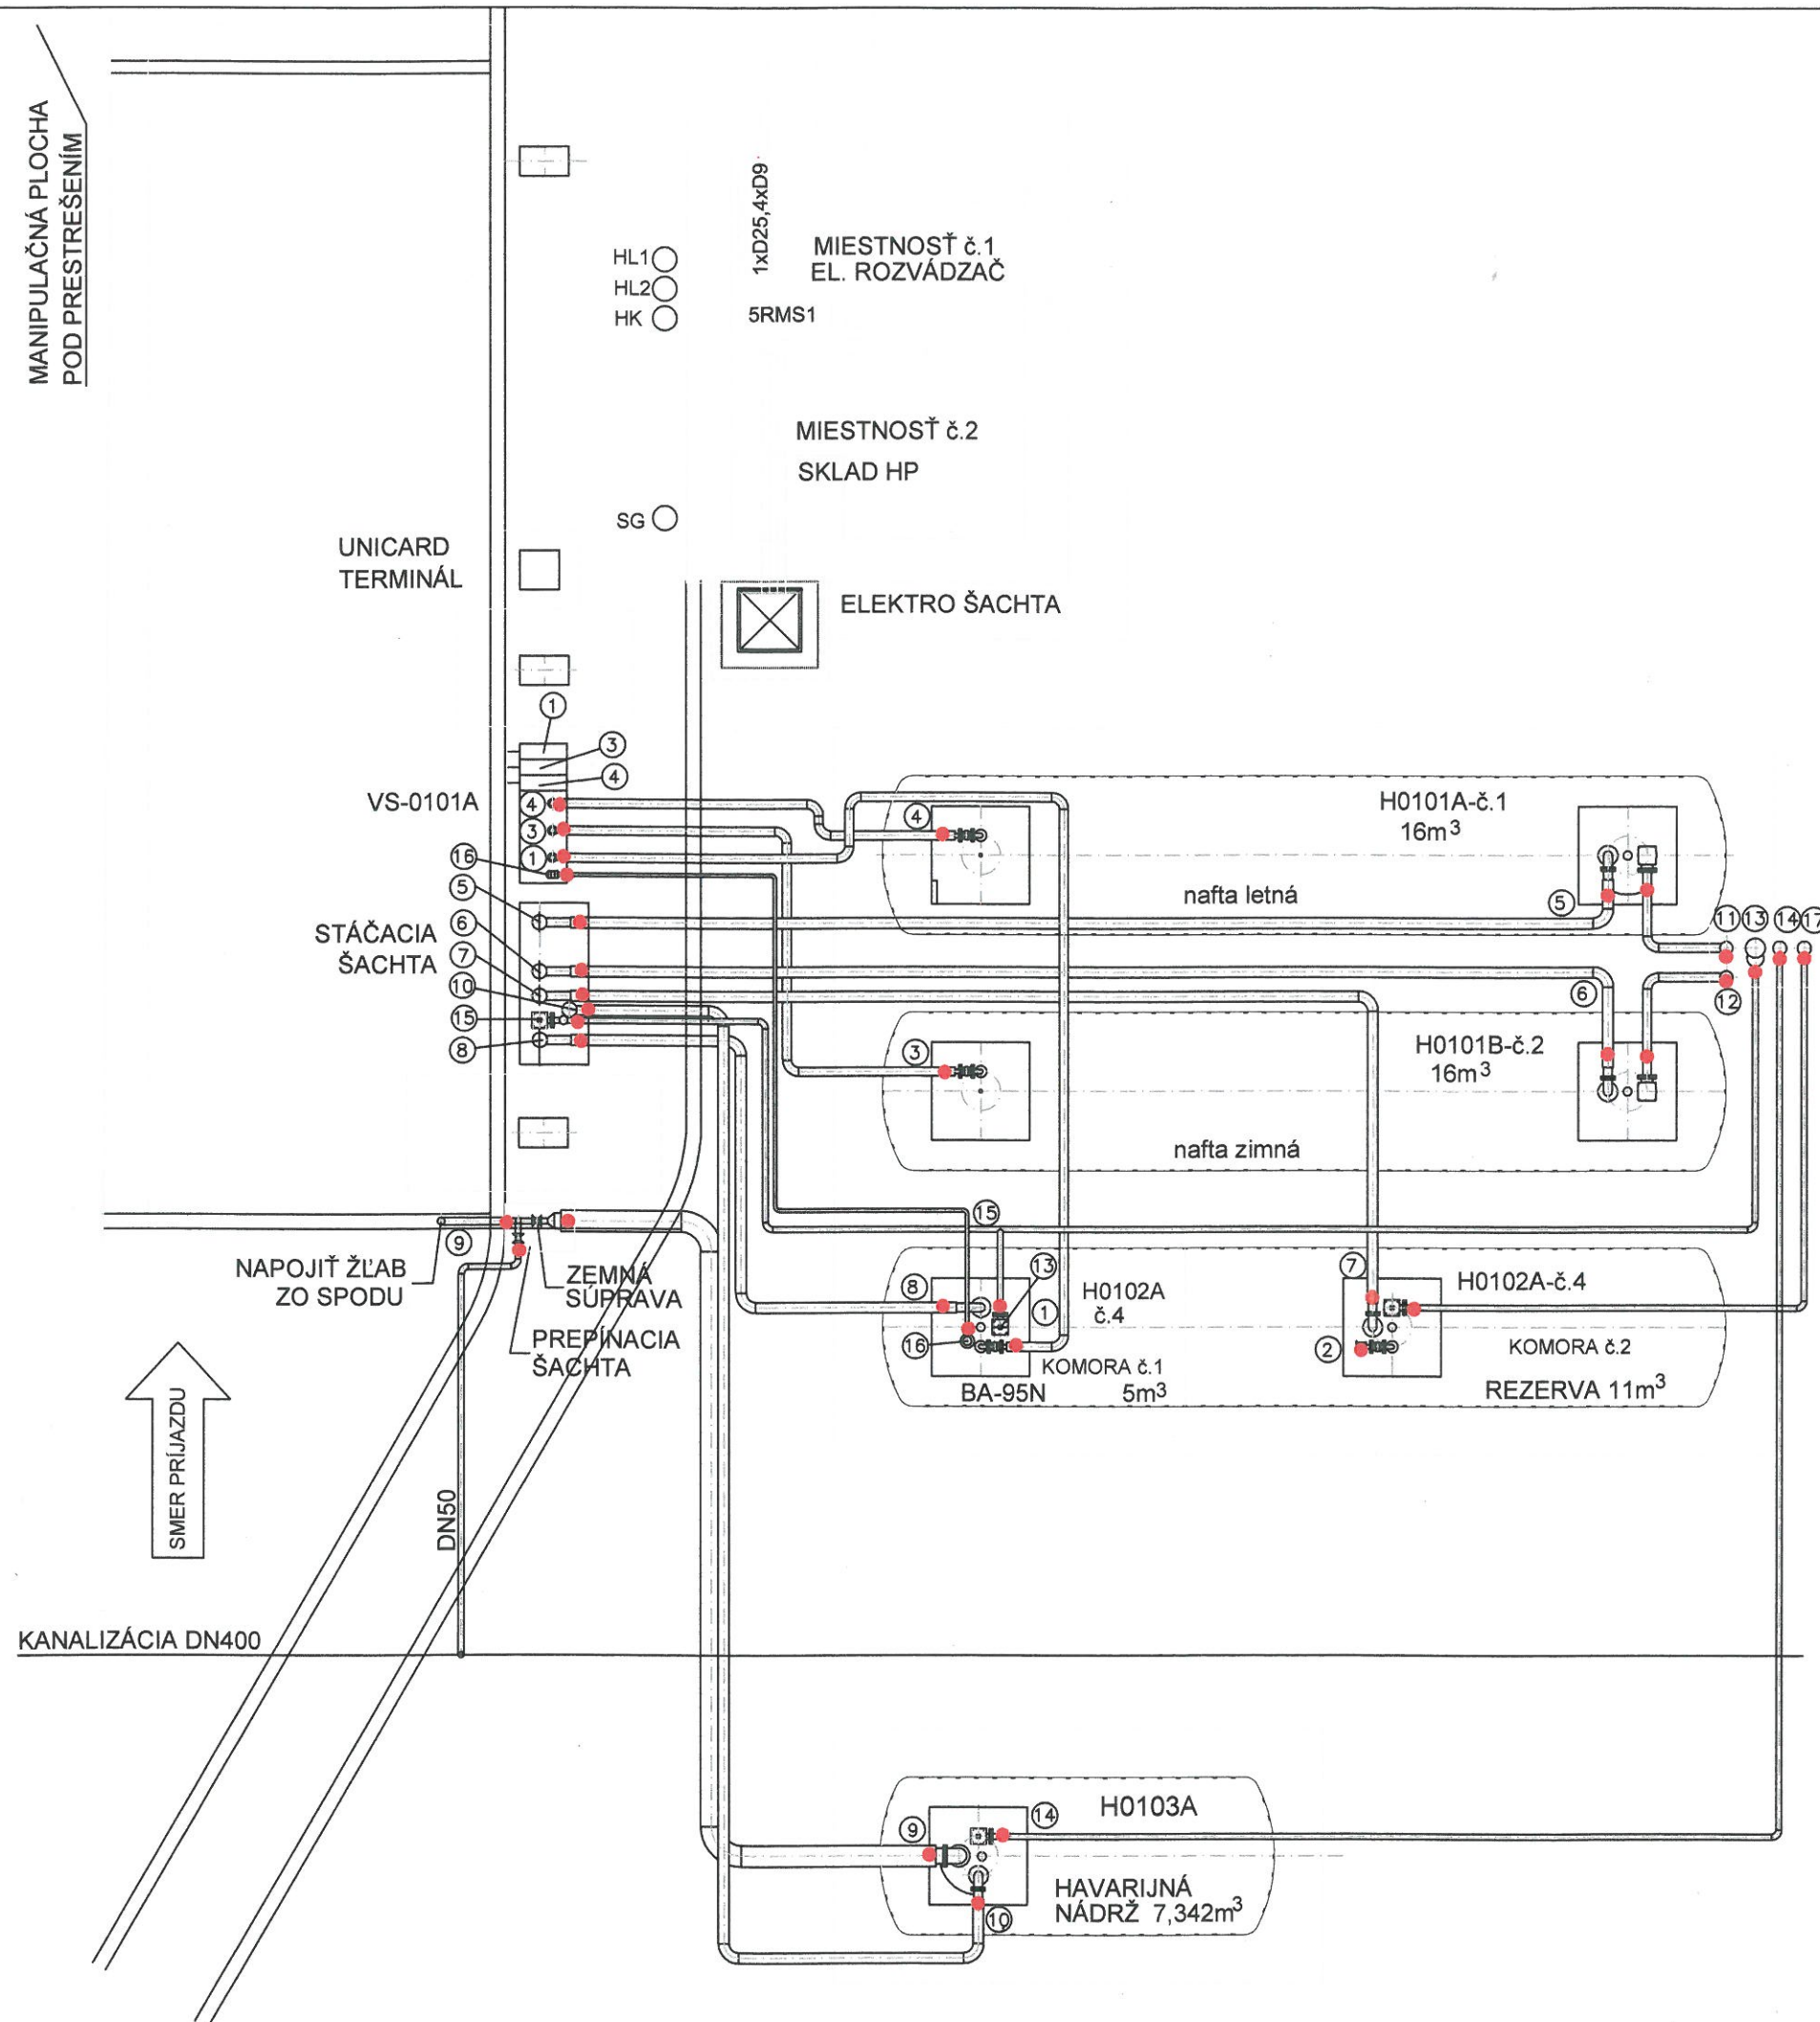 MANIPULAČNÁ PLOCHA
POD PRESTREŠENÍM
1xD25,4xD9
HL1
HL2
HK
MIESTNOSŤ č.1
EL. ROZVÁDZAČ
5RMS1
MIESTNOSŤ č.2
SKLAD HP
SG
UNICARD
TERMINÁL
ELEKTRO ŠACHTA
1
3
4
VS-0101A
4
3
1
16
5
6
7
10
15
8
STÁČACIA
ŠACHTA
4
H0101A-č.1
16m³
nafta letná
5
11
13
14
17
6
12
3
H0101B-č.2
16m³
nafta zimná
9
NAPOJIŤ ŽĽAB
ZO SPODU
ZEMNÁ
SÚPRAVA
PREPÍNACIA
ŠACHTA
15
8
13
1
16
H0102A
č.4
KOMORA č.1
BA-95N
5m³
7
2
H0102A-č.4
KOMORA č.2
REZERVA 11m³
SMER PRÍJAZDU
DN50
KANALIZÁCIA DN400
9
14
H0103A
10
HAVARIJNÁ
NÁDRŽ 7,342m³